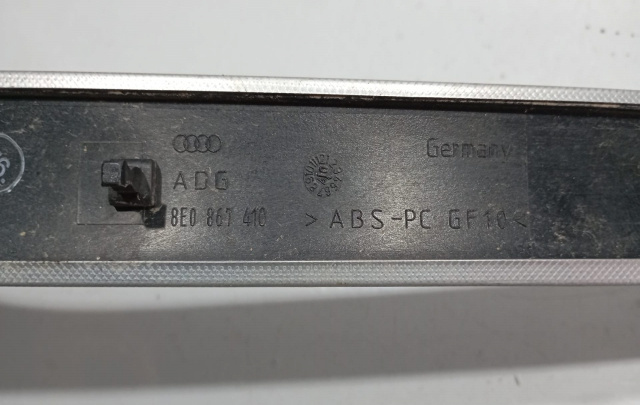 Germany
ADG
8E0 867 410
> ABS-PC GF10 <